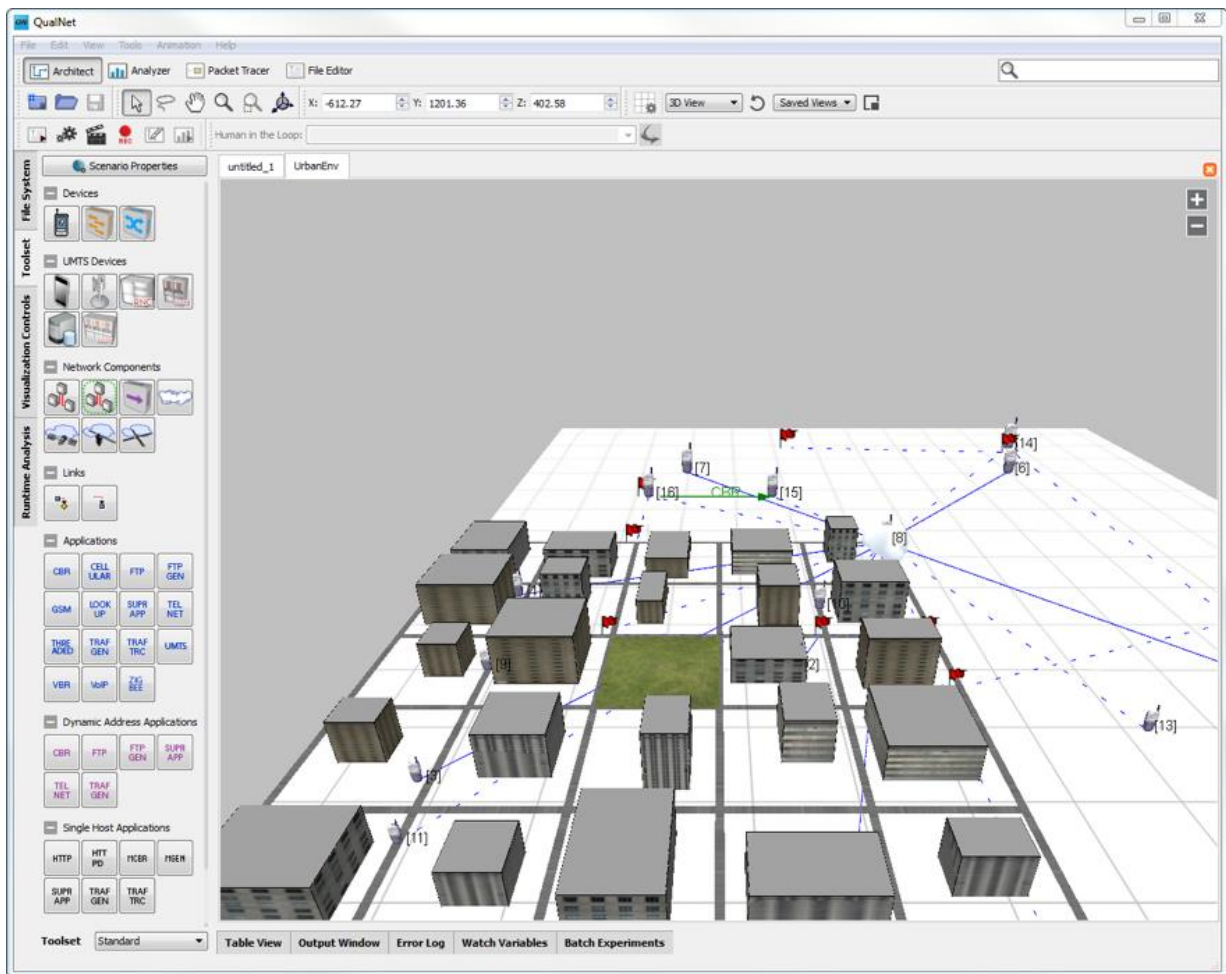 QualNet
File Edit View Tools Animation Help
Architect Analyzer Packet Tracer File Editor
X: -612.27 Y: 1201.36 Z: 402.58 3D View Saved Views
REC Human in the Loop:
File System
Toolset
Visualization Controls
Runtime Analysis
Scenario Properties
Devices
UMTS Devices
RNC
Network Components
Links
Applications
CBR CELL ULAR FTP FTP GEN
GSM LOOK UP SUPR APP TEL NET
THRE ADED TRAF GEN TRAF TRC UMTS
VBR VoIP ZIG BEE
Dynamic Address Applications
CBR FTP FTP GEN SUPR APP
TEL NET TRAF GEN
Single Host Applications
HTTP HTT PD MCBR MGEN
SUPR APP TRAF GEN TRAF TRC
Toolset Standard
untitled_1 UrbanEnv
[14]
[7] [6]
[16] CBR [15]
[8]
[10]
[9] [2]
[13]
[3]
[11]
Table View Output Window Error Log Watch Variables Batch Experiments